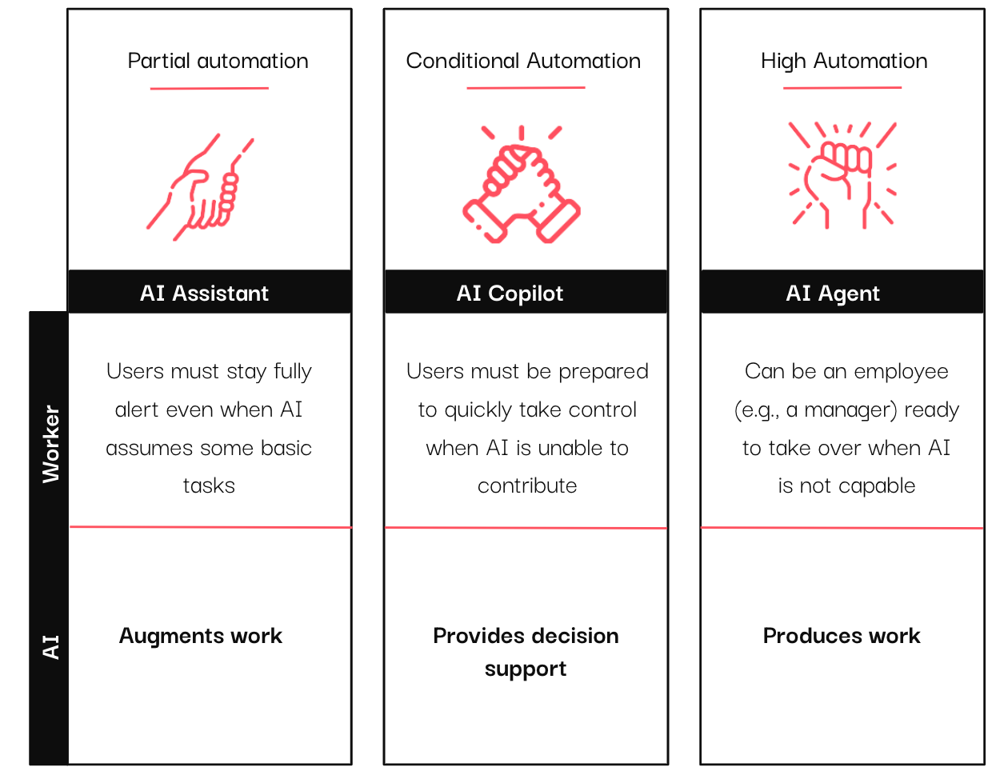 Partial automation
AI Assistant
Users must stay fully
alert even when AI
assumes some basic
tasks
Augments work
Conditional Automation
AI Copilot
Users must be prepared
to quickly take control
when AI is unable to
contribute
Provides decision
support
High Automation
AI Agent
Can be an employee
(e.g., a manager) ready
to take over when AI
is not capable
Produces work
Worker
AI